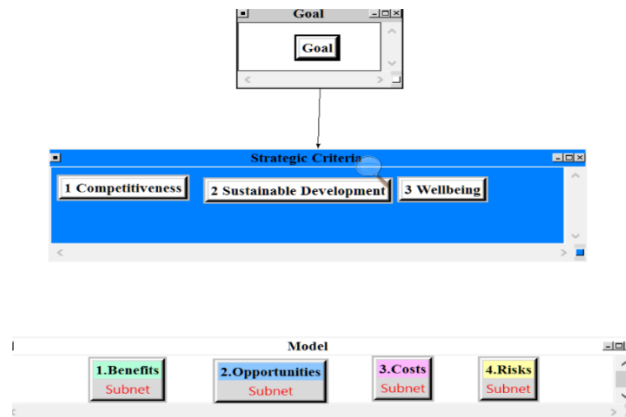 Goal
Goal
Strategic Criteria
1 Competitiveness
2 Sustainable Development
3 Wellbeing
Model
1.Benefits
Subnet
2.Opportunities
Subnet
3.Costs
Subnet
4.Risks
Subnet